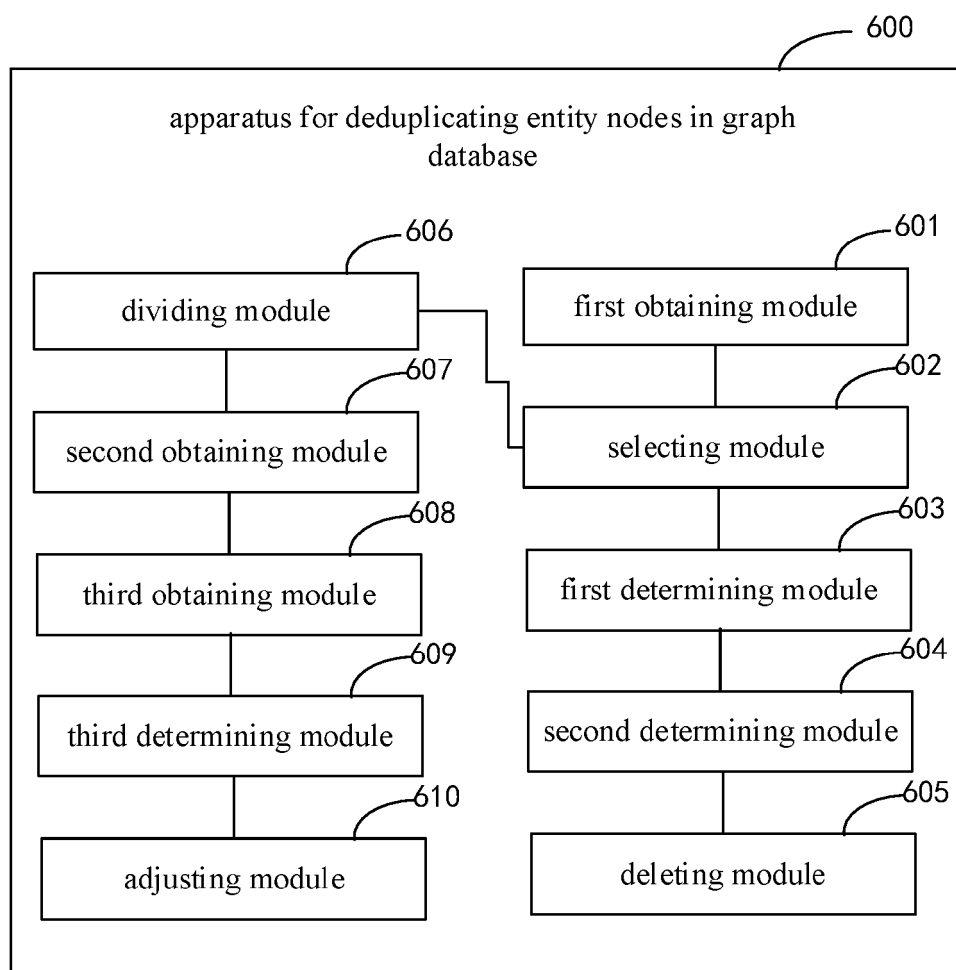 600
apparatus for deduplicating entity nodes in graph
database
606
dividing module
607
second obtaining module
608
third obtaining module
609
third determining module
610
adjusting module
601
first obtaining module
602
selecting module
603
first determining module
604
second determining module
605
deleting module